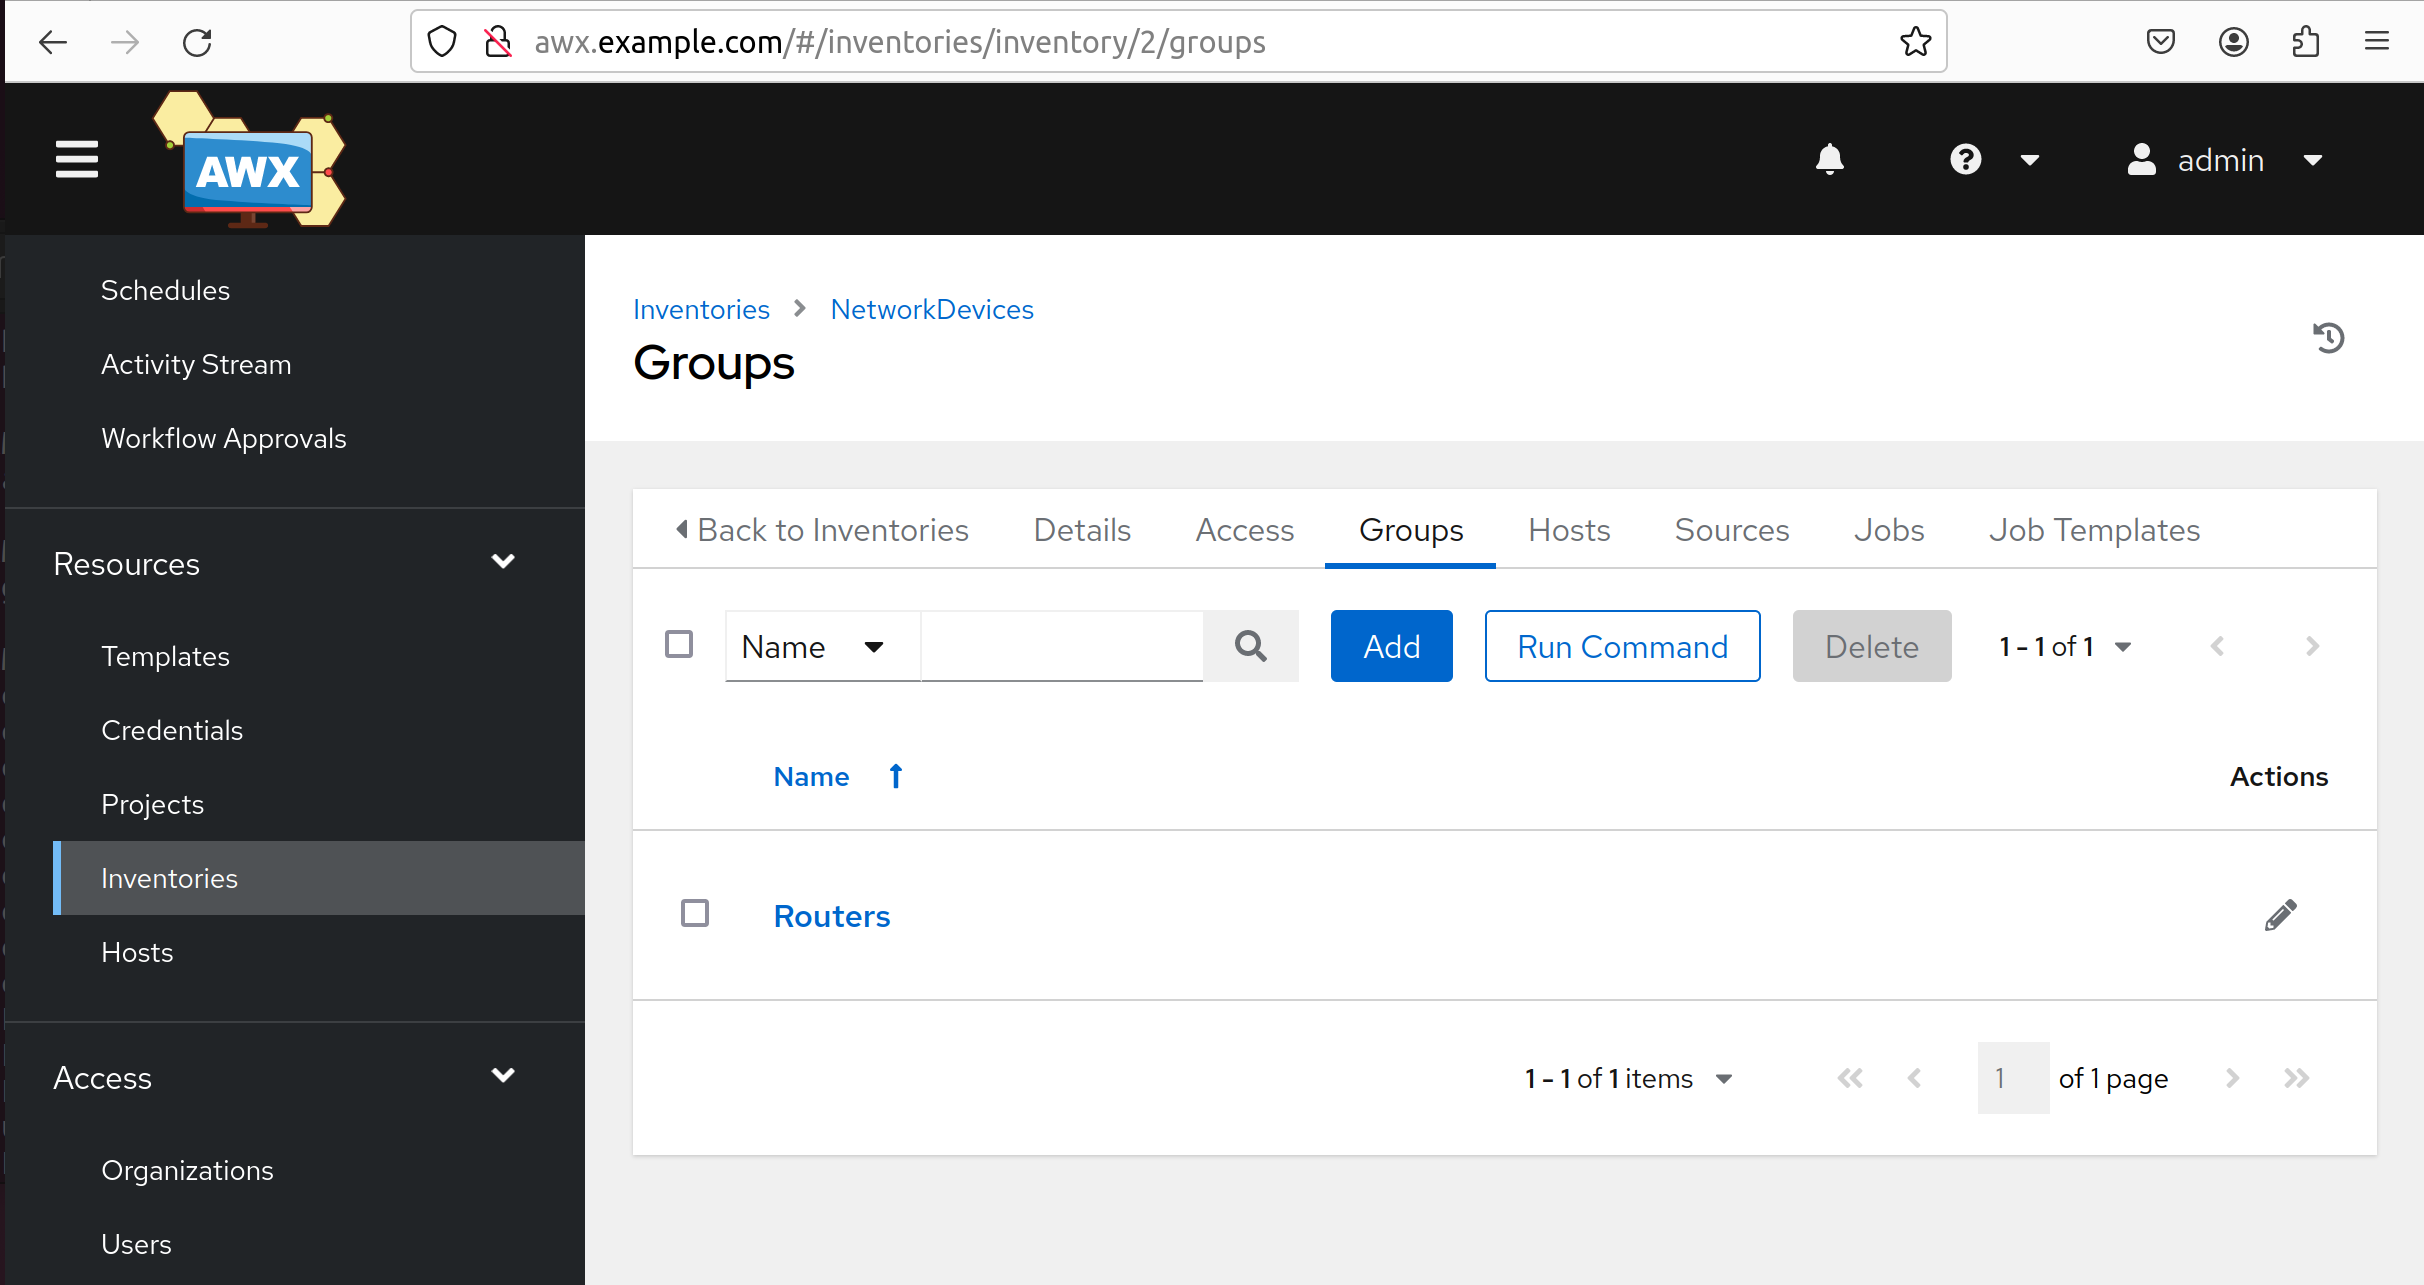 awx.example.com/#/inventories/inventory/2/groups
AWX
admin
Schedules
Activity Stream
Workflow Approvals
Resources
Templates
Credentials
Projects
Inventories
Hosts
Access
Organizations
Users
Inventories > NetworkDevices
Groups
Back to Inventories Details Access Groups Hosts Sources Jobs Job Templates
Name Add Run Command Delete 1 - 1 of 1
Name Actions
Routers
1 - 1 of 1 items 1 of 1 page